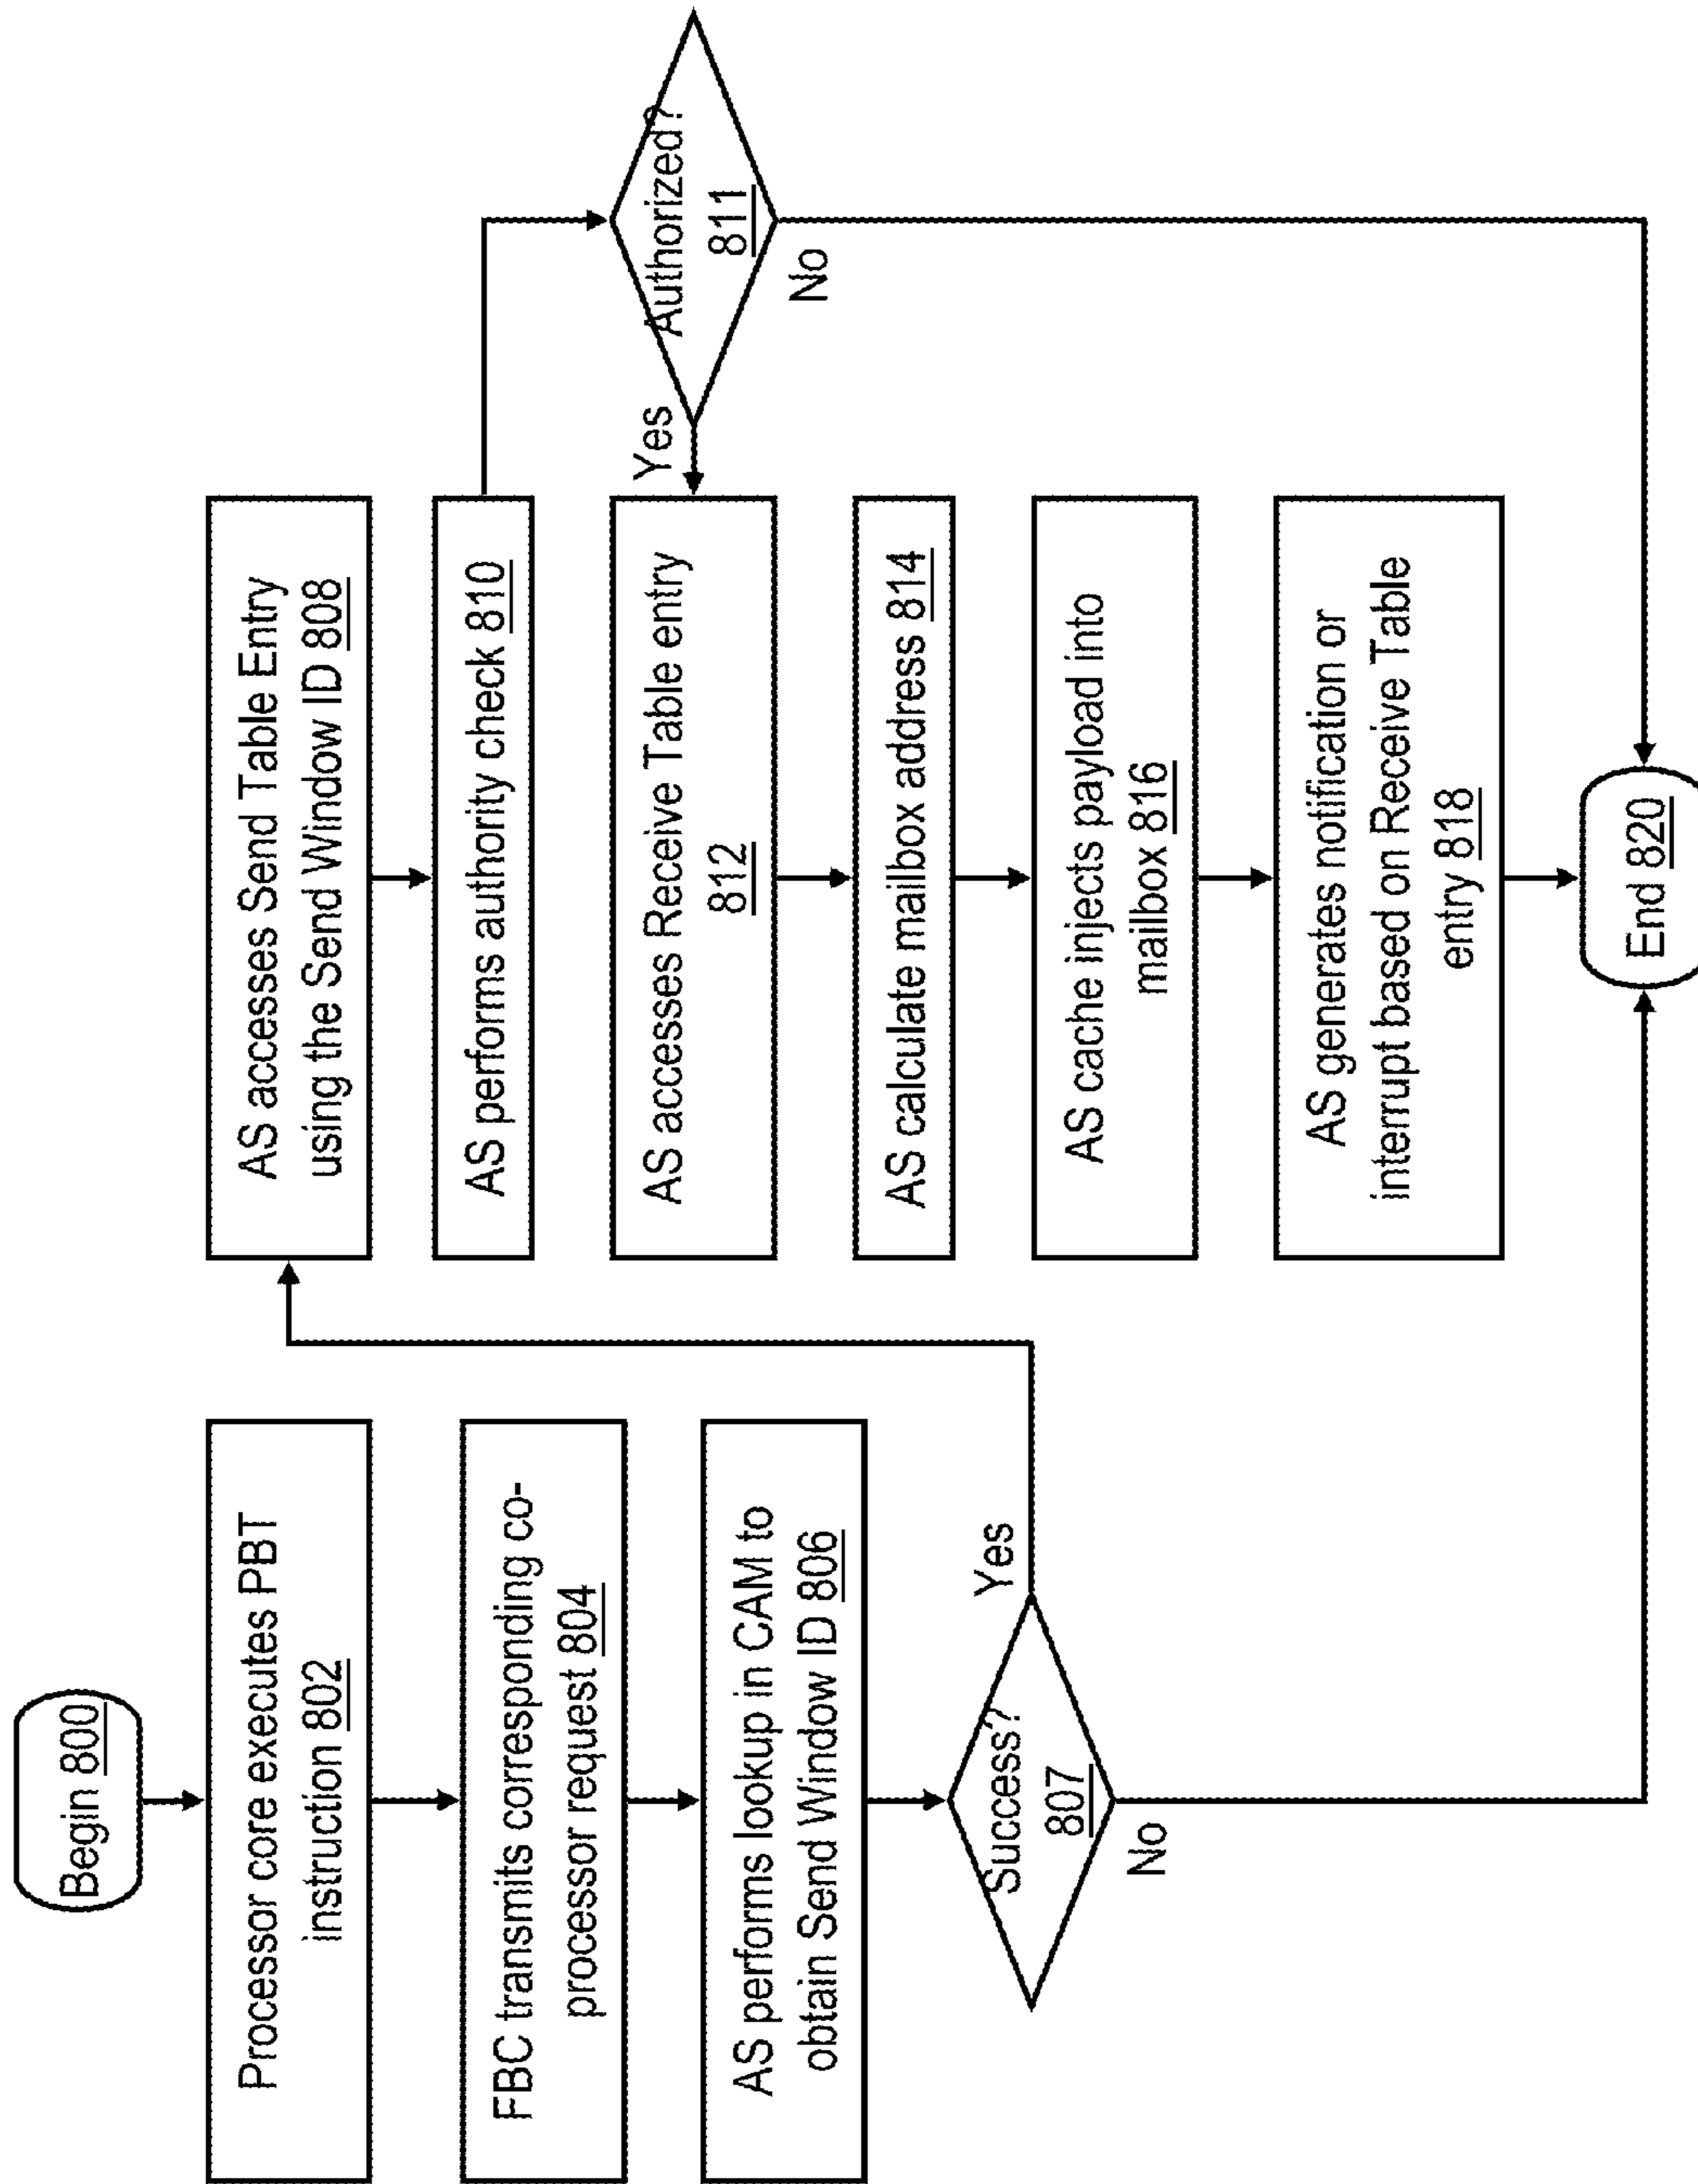 Begin 800
Processor core executes PBT
instruction 802
FBC transmits corresponding co-
processor request 804
AS performs lookup in CAM to
obtain Send Window ID 806
Success?
807
Yes
No
AS accesses Send Table Entry
using the Send Window ID 808
AS performs authority check 810
Authorized?
811
Yes
No
AS accesses Receive Table entry
812
AS calculate mailbox address 814
AS cache injects payload into
mailbox 816
AS generates notification or
interrupt based on Receive Table
entry 818
End 820